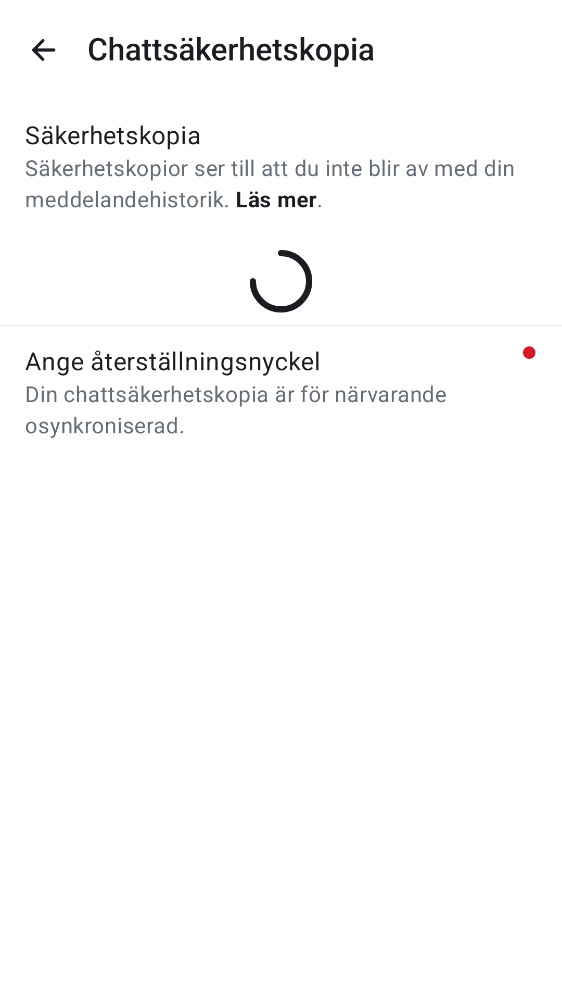 Chattsäkerhetskopia
Säkerhetskopia
Säkerhetskopior ser till att du inte blir av med din
meddelandehistorik. Läs mer.
Ange återställningsnyckel
Din chattsäkerhetskopia är för närvarande
osynkroniserad.